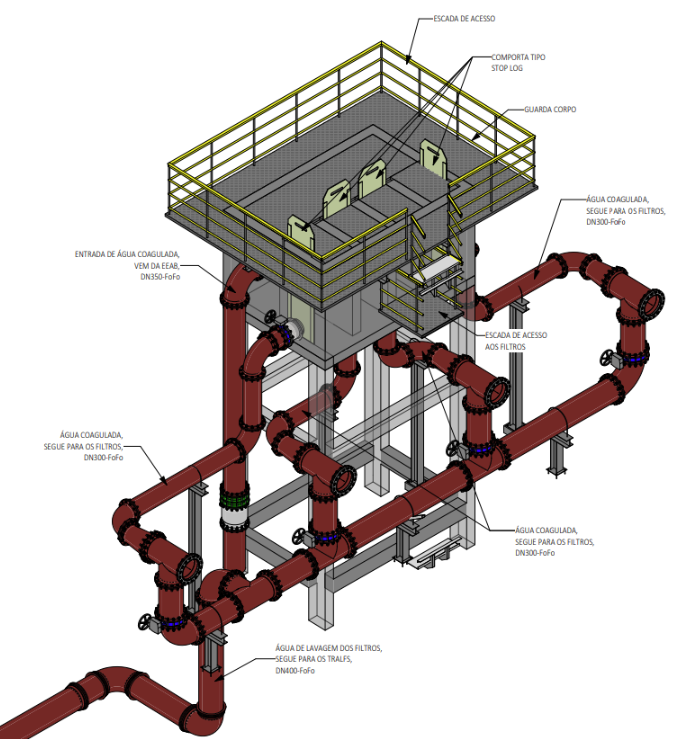 ESCADA DE ACESSO
COMPORTA TIPO
STOP LOG
GUARDA CORPO
ÁGUA COAGULADA,
SEGUE PARA OS FILTROS,
DN300-FoFo
ENTRADA DE ÁGUA COAGULADA,
VEM DA EEAB,
DN350-FoFo
ESCADA DE ACESSO
AOS FILTROS
ÁGUA COAGULADA,
SEGUE PARA OS FILTROS,
DN300-FoFo
ÁGUA COAGULADA,
SEGUE PARA OS FILTROS,
DN300-FoFo
ÁGUA DE LAVAGEM DOS FILTROS,
SEGUE PARA OS TRALFS,
DN400-FoFo